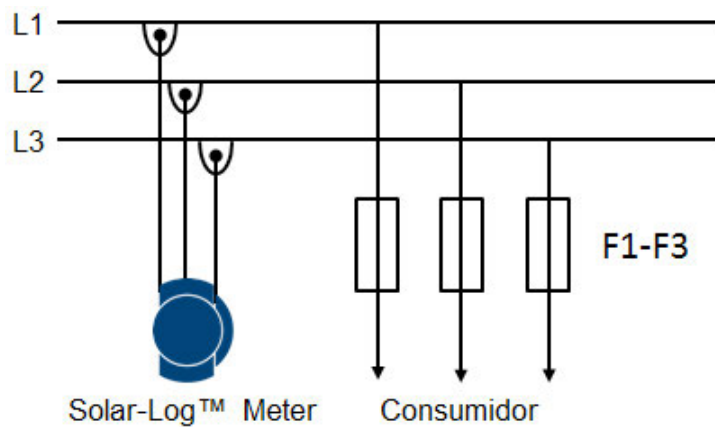 L1
L2
L3
F1-F3
Solar-Log™ Meter
Consumidor